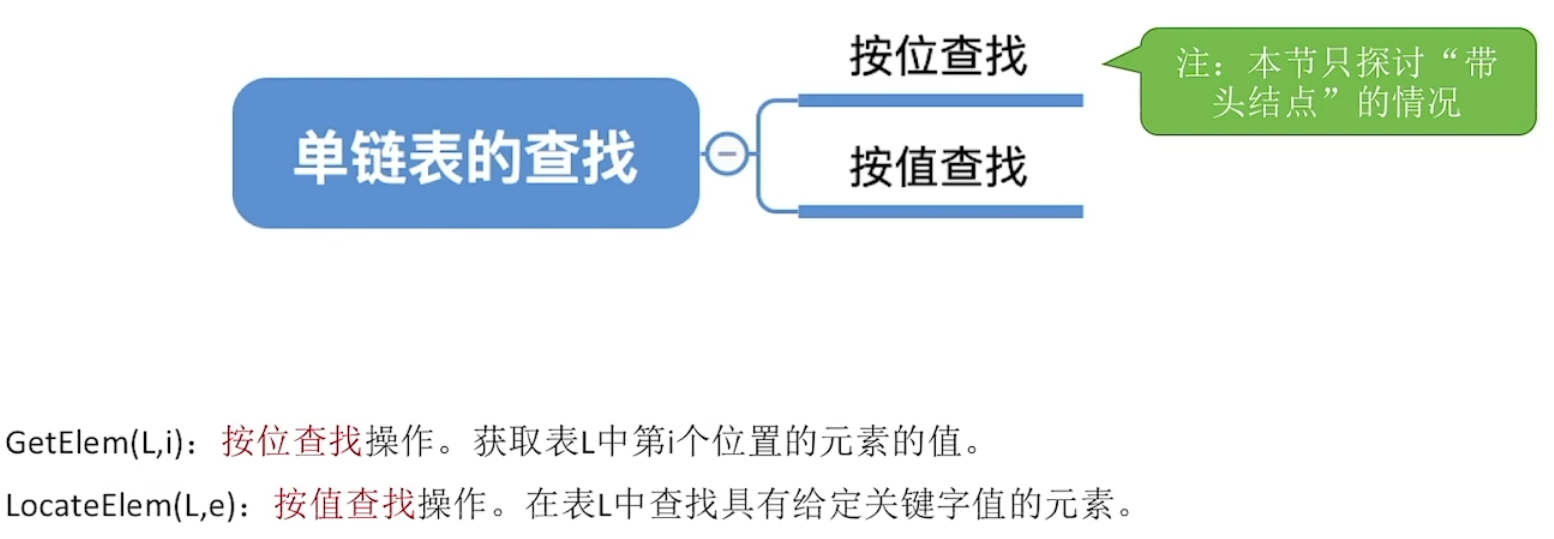 单链表的查找
按位查找
按值查找
注：本节只探讨“带
头结点”的情况
GetElem(L,i)：按位查找操作。获取表L中第i个位置的元素的值。
LocateElem(L,e)：按值查找操作。在表L中查找具有给定关键字值的元素。